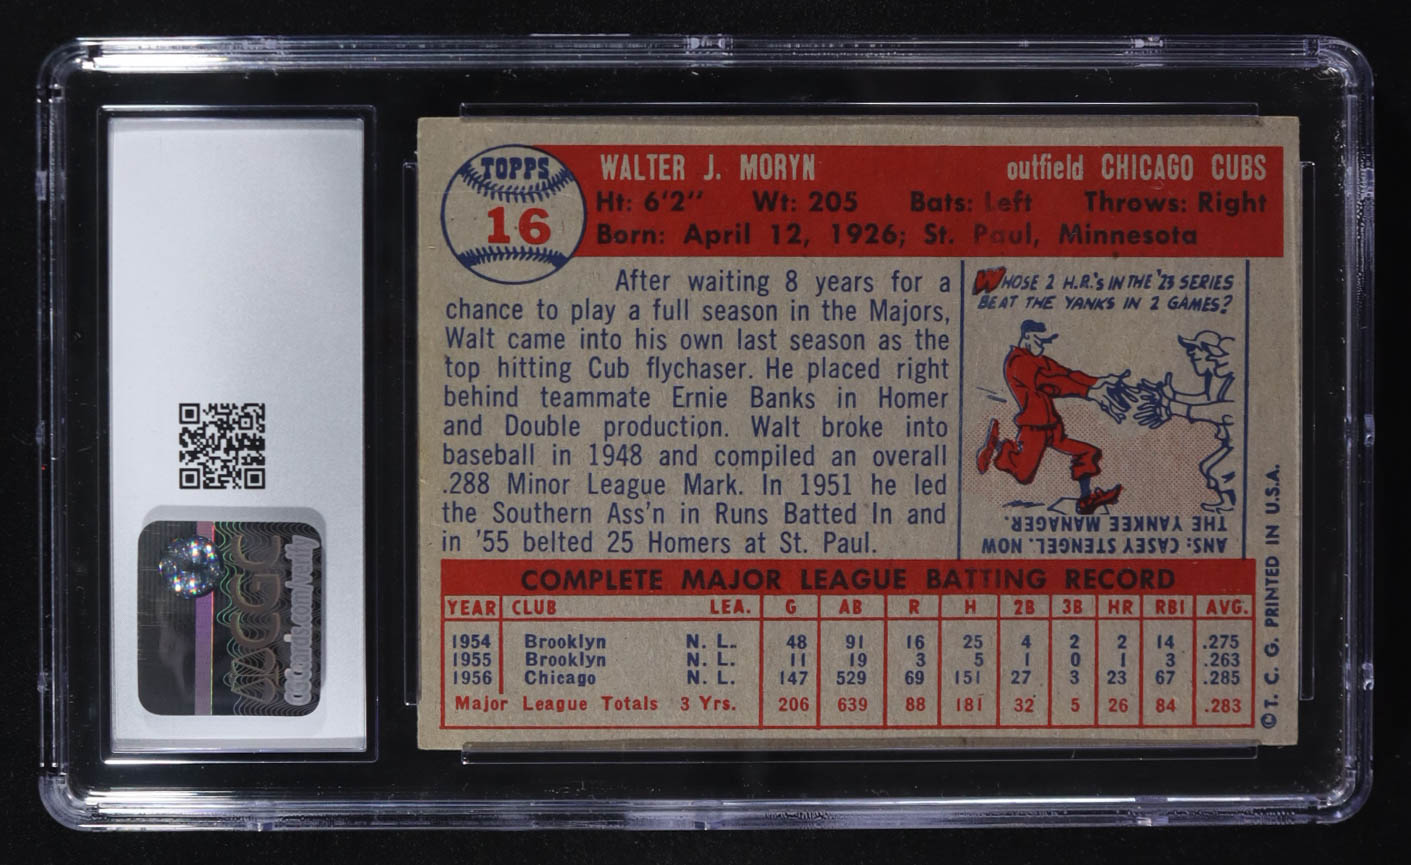 TOPPS
16
WALTER J. MORYN outfield CHICAGO CUBS
Ht: 6'2" Wt: 205 Bats: Left Throws: Right
Born: April 12, 1926; St. Paul, Minnesota
After waiting 8 years for a
chance to play a full season in the Majors,
Walt came into his own last season as the
top hitting Cub flychaser. He placed right
behind teammate Ernie Banks in Homer
and Double production. Walt broke into
baseball in 1948 and compiled an overall
.288 Minor League Mark. In 1951 he led
the Southern Ass'n in Runs Batted In and
in '55 belted 25 Homers at St. Paul.
WHOSE 2 H.R.'s IN THE '23 SERIES
BEAT THE YANKS IN 2 GAMES?
ANS: CASEY STENGEL. NOW
THE YANKEE MANAGER.
COMPLETE MAJOR LEAGUE BATTING RECORD
YEAR CLUB LEA. G AB R H 2B 3B HR RBI AVG.
1954 Brooklyn N. L. 48 91 16 25 4 2 2 14 .275
1955 Brooklyn N. L. 11 19 3 5 1 0 1 3 .263
1956 Chicago N. L. 147 529 69 151 27 3 23 67 .285
Major League Totals 3 Yrs. 206 639 88 181 32 5 26 84 .283
© T. C. G. PRINTED IN U.S.A.
CGC
cgccards.com/verify